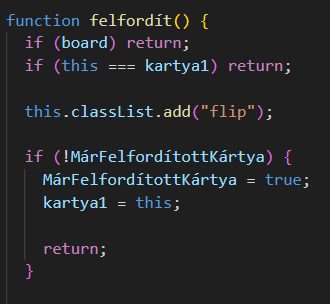 function felfordít() {
if (board) return;
if (this === kartya1) return;
this.classList.add("flip");
if (!MárFelfordítottKártya) {
MárFelfordítottKártya = true;
kartya1 = this;
return;
}